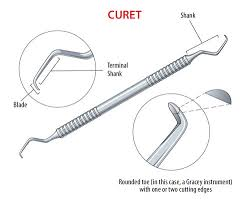 CURET
Shank
Terminal
Shank
Blade
Rounded toe (in this case, a Gracey instrument)
with one or two cutting edges